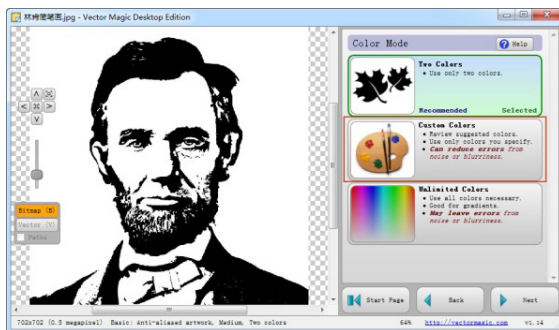 林肯简笔画.jpg - Vector Magic Desktop Edition
Color Mode
Help
Two Colors
• Use only two colors.
Recommended Selected
Custom Colors
• Review suggested colors.
• Use only colors you specify.
• Can reduce errors from
noise or blurriness.
Unlimited Colors
• Use all colors necessary.
• Good for gradients.
• May leave errors from
noise or blurriness.
Bitmap (B)
Vector (V)
Paths
Start Page
Back
Next
702x702 (0.5 megapixel) Basic: Anti-aliased artwork, Medium, Two colors
64% http://vectormagic.com v1.14